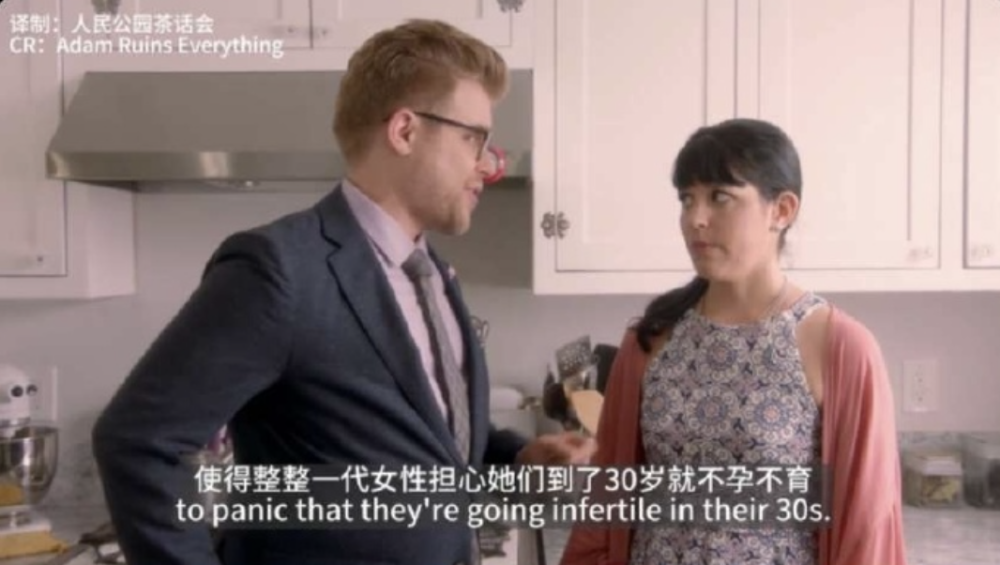 译制：人民公园茶话会
CR：Adam Ruins Everything
使得整整一代女性担心她们到了30岁就不孕不育
to panic that they're going infertile in their 30s.